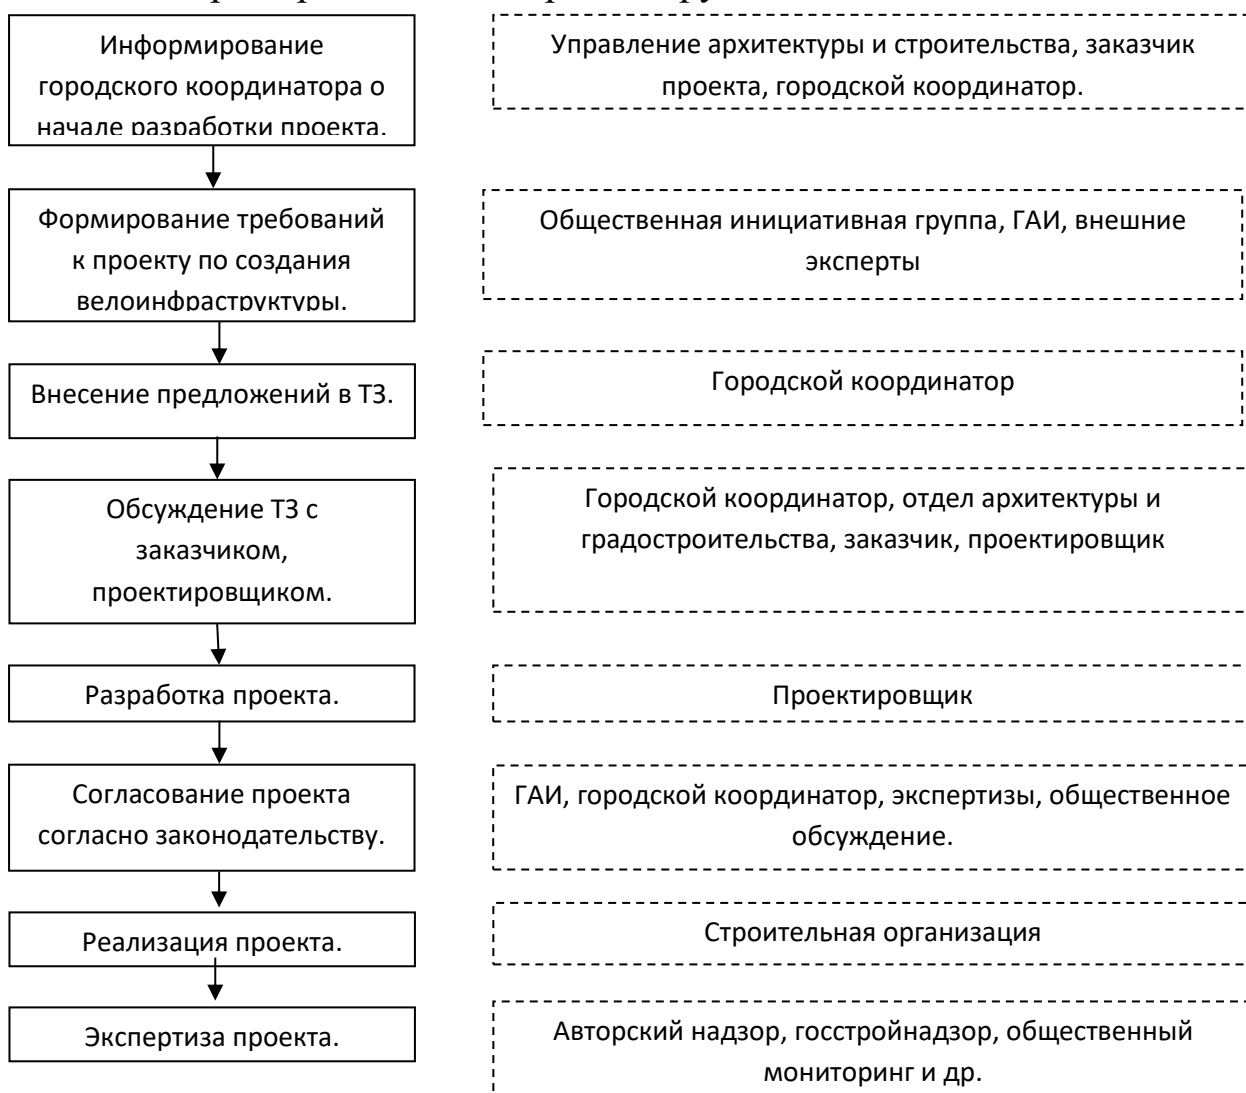 Информирование
городского координатора о
начале разработки проекта.
Управление архитектуры и строительства, заказчик
проекта, городской координатор.
Формирование требований
к проекту по создания
велоинфраструктуры.
Общественная инициативная группа, ГАИ, внешние
эксперты
Внесение предложений в ТЗ.
Городской координатор
Обсуждение ТЗ с
заказчиком,
проектировщиком.
Городской координатор, отдел архитектуры и
градостроительства, заказчик, проектировщик
Разработка проекта.
Проектировщик
Согласование проекта
согласно законодательству.
ГАИ, городской координатор, экспертизы, общественное
обсуждение.
Реализация проекта.
Строительная организация
Экспертиза проекта.
Авторский надзор, госстройнадзор, общественный
мониторинг и др.